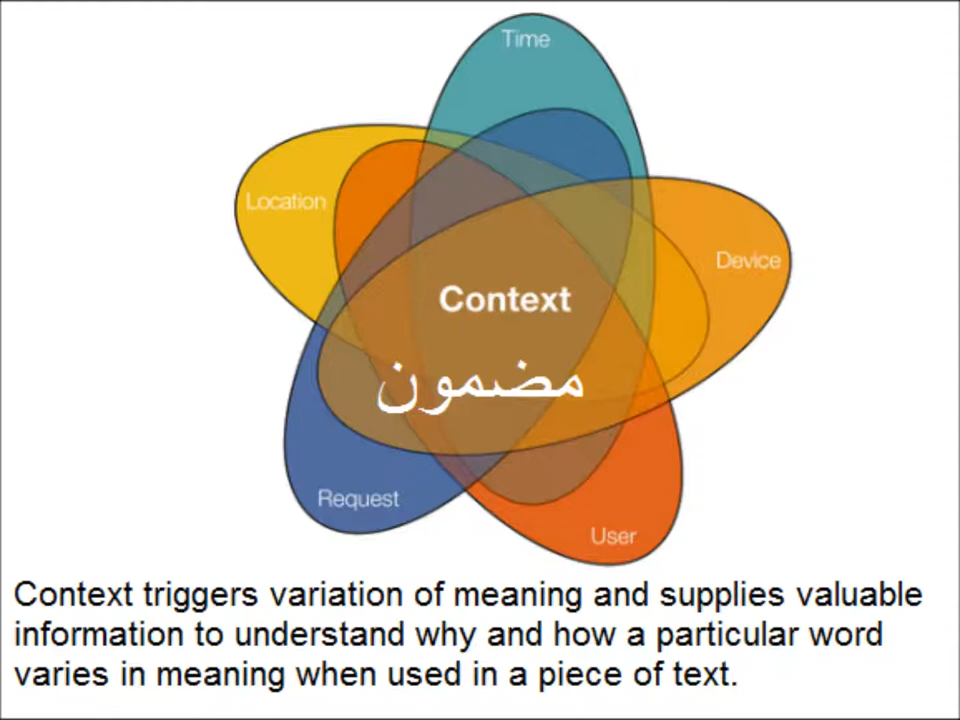 Time
Location
Device
Context
مضمون
Request
User
Context triggers variation of meaning and supplies valuable
information to understand why and how a particular word
varies in meaning when used in a piece of text.